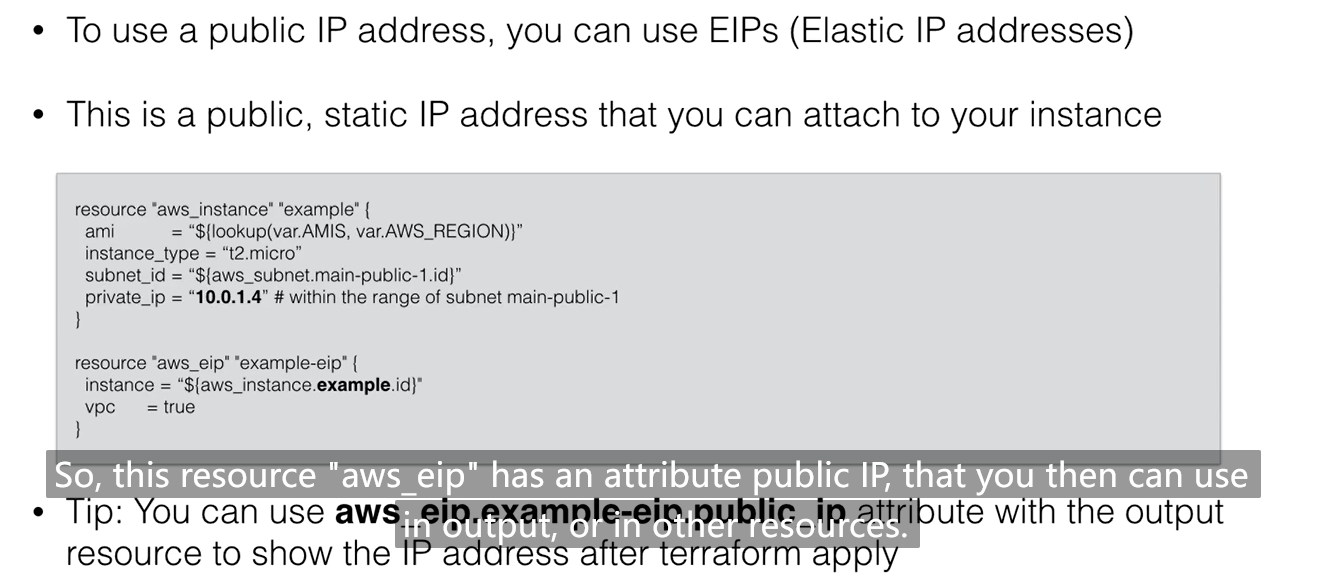 • To use a public IP address, you can use EIPs (Elastic IP addresses)
• This is a public, static IP address that you can attach to your instance
resource "aws_instance" "example" {
ami = “${lookup(var.AMIS, var.AWS_REGION)}”
instance_type = “t2.micro”
subnet_id = “${aws_subnet.main-public-1.id}”
private_ip = “10.0.1.4” # within the range of subnet main-public-1
}
resource "aws_eip" "example-eip" {
instance = “${aws_instance.example.id}"
vpc = true
}
So, this resource "aws_eip" has an attribute public IP, that you then can use
in output, or in other resources.
• Tip: You can use aws_eip.example-eip.public_ip attribute with the output
resource to show the IP address after terraform apply